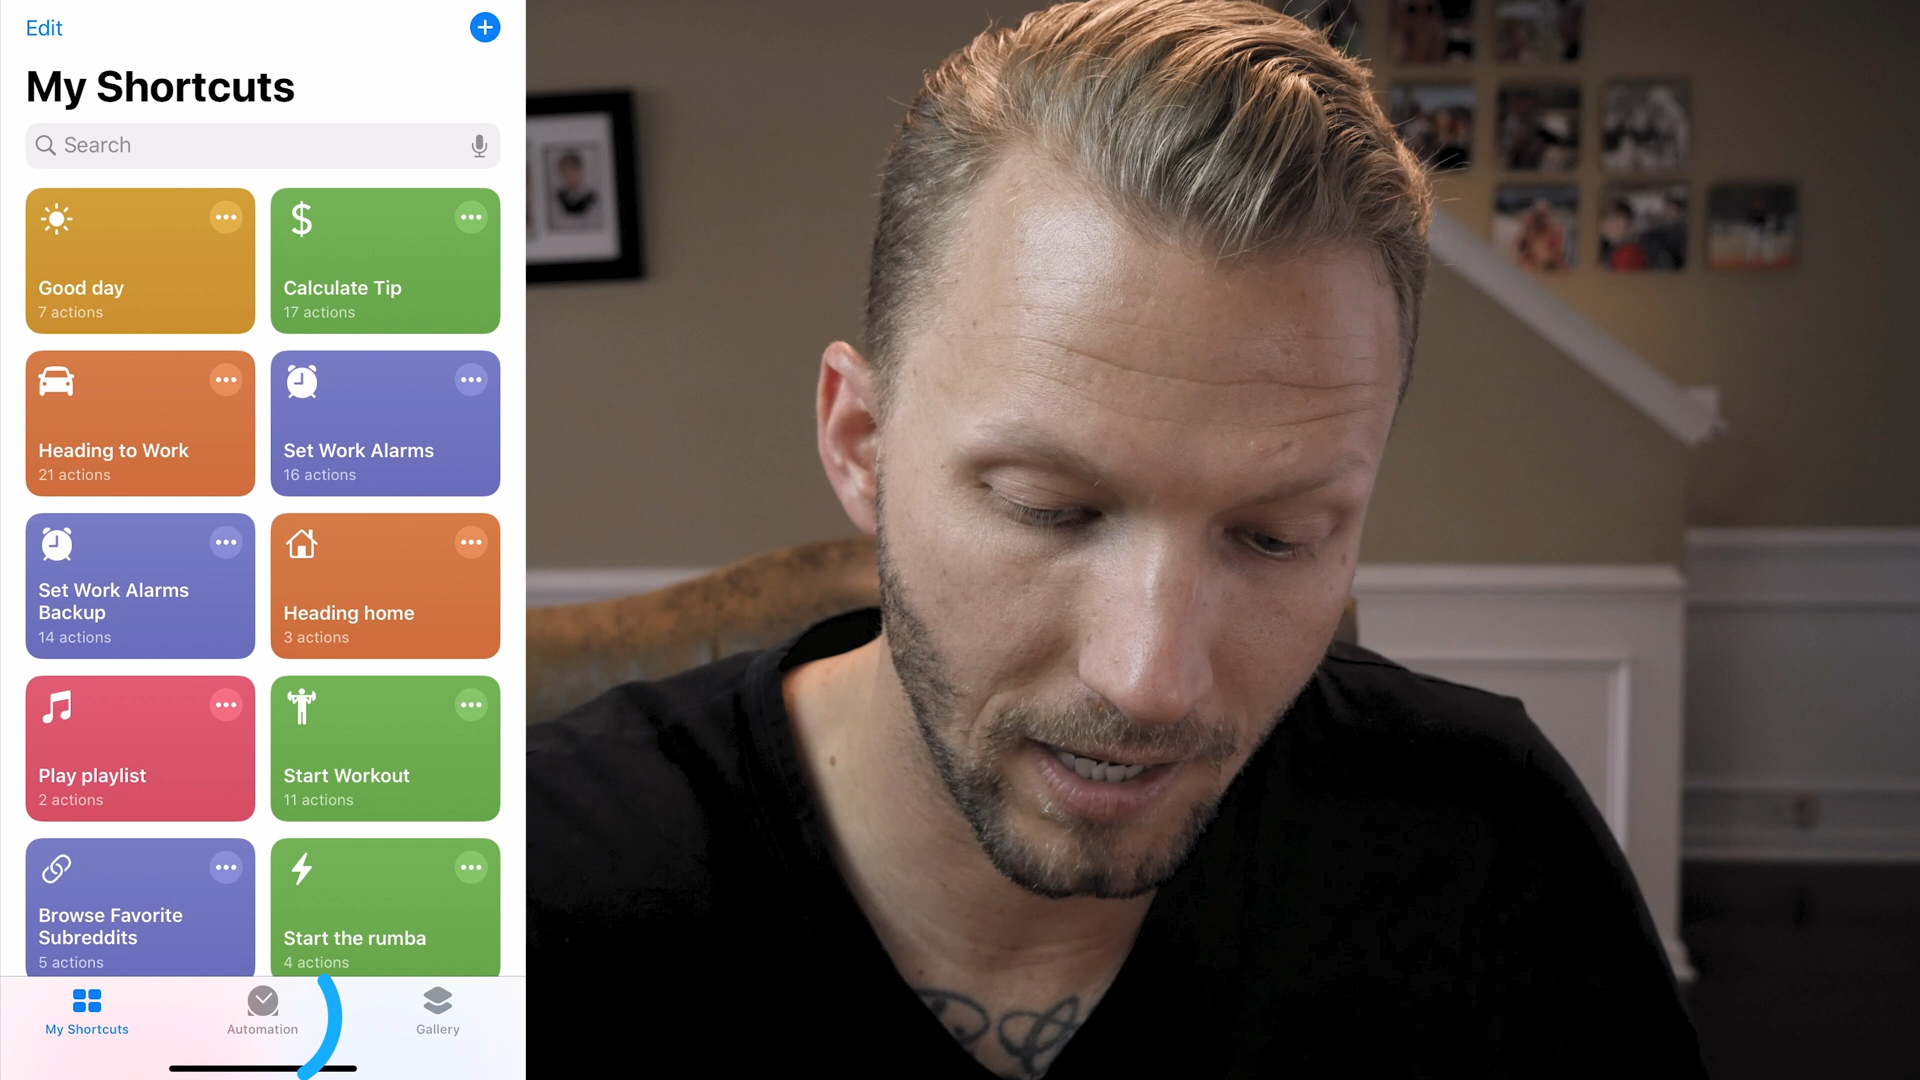 Edit
My Shortcuts
Search
Good day
7 actions
Calculate Tip
17 actions
Heading to Work
21 actions
Set Work Alarms
16 actions
Set Work Alarms
Backup
14 actions
Heading home
3 actions
Play playlist
2 actions
Start Workout
11 actions
Browse Favorite
Subreddits
5 actions
Start the rumba
4 actions
My Shortcuts
Automation
Gallery